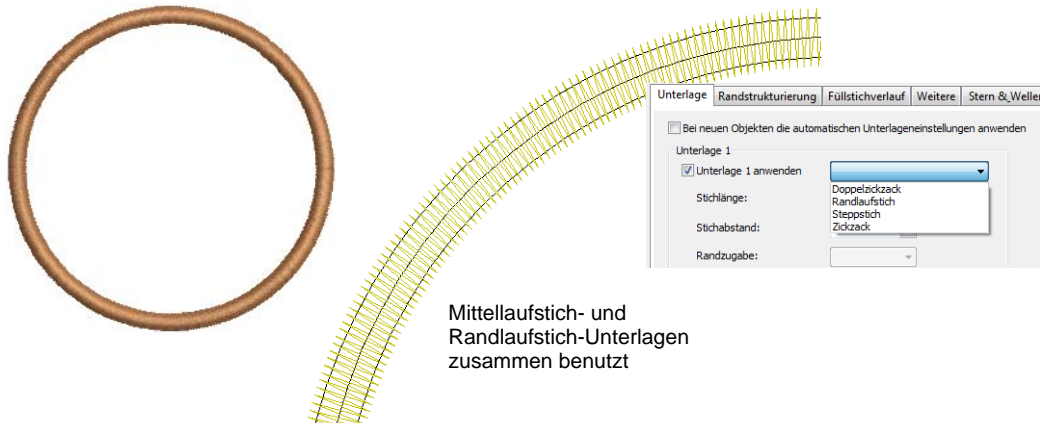 Unterlage Randstrukturierung Füllstichverlauf Weitere Stern & Weller
Bei neuen Objekten die automatischen Unterlageneinstellungen anwenden
Unterlage 1
Unterlage 1 anwenden
Doppelzickzack
Stichlänge:
Randlaufstich
Steppstich
Stichabstand:
Zickzack
Randzugabe:
Mittellaufstich- und
Randlaufstich-Unterlagen
zusammen benutzt